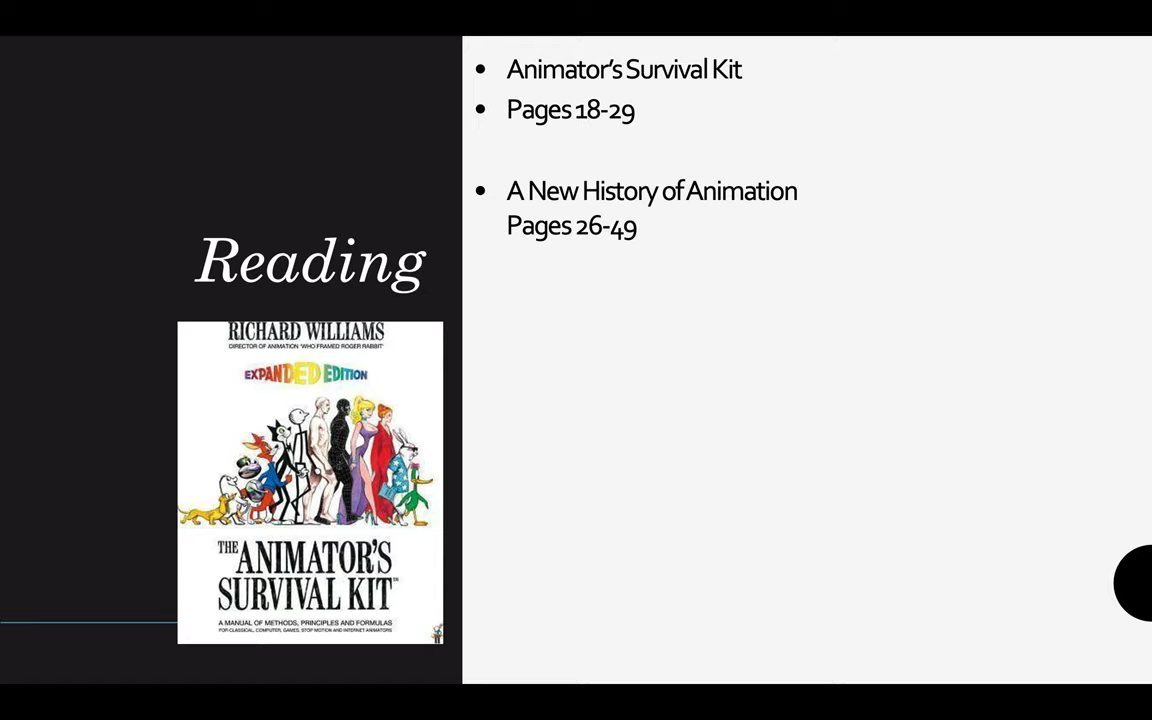 Animator's Survival Kit
Pages 18-29
A New History of Animation
Pages 26-49
Reading
RICHARD WILLIAMS
DIRECTOR OF ANIMATION 'WHO FRAMED ROGER RABBIT'
EXPANDED EDITION
THE ANIMATOR'S
SURVIVAL KIT™
A MANUAL OF METHODS, PRINCIPLES AND FORMULAS
FOR CLASSICAL, COMPUTER, GAMES, STOP MOTION AND INTERNET ANIMATORS